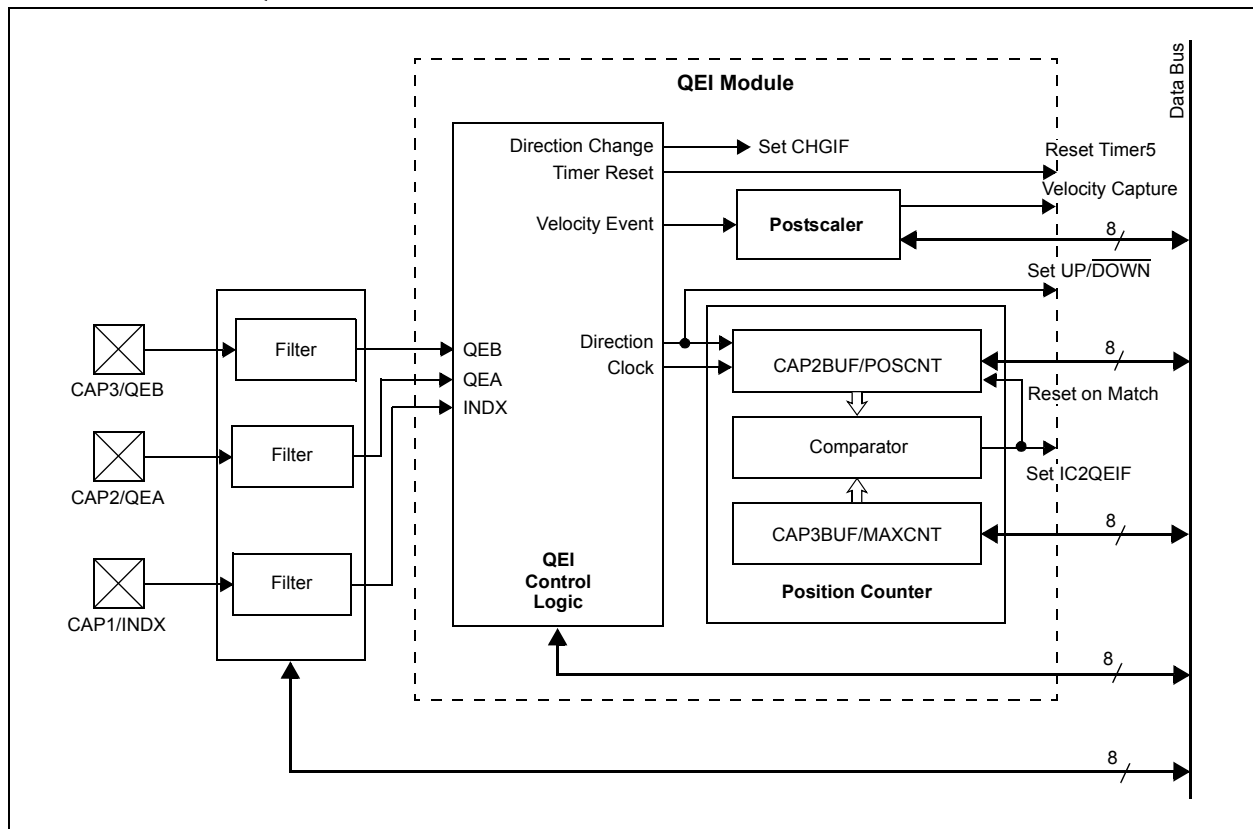 QEI Module
Data Bus
Direction Change
Set CHGIF
Timer Reset
Reset Timer5
Velocity Capture
Velocity Event
Postscaler
8
Set UP/DOWN
CAP3/QEB
Filter
QEB
Direction
Clock
CAP2BUF/POSCNT
8
QEA
INDX
Reset on Match
CAP2/QEA
Filter
Comparator
Set IC2QEIF
CAP3BUF/MAXCNT
8
CAP1/INDX
Filter
QEI
Control
Logic
Position Counter
8
8